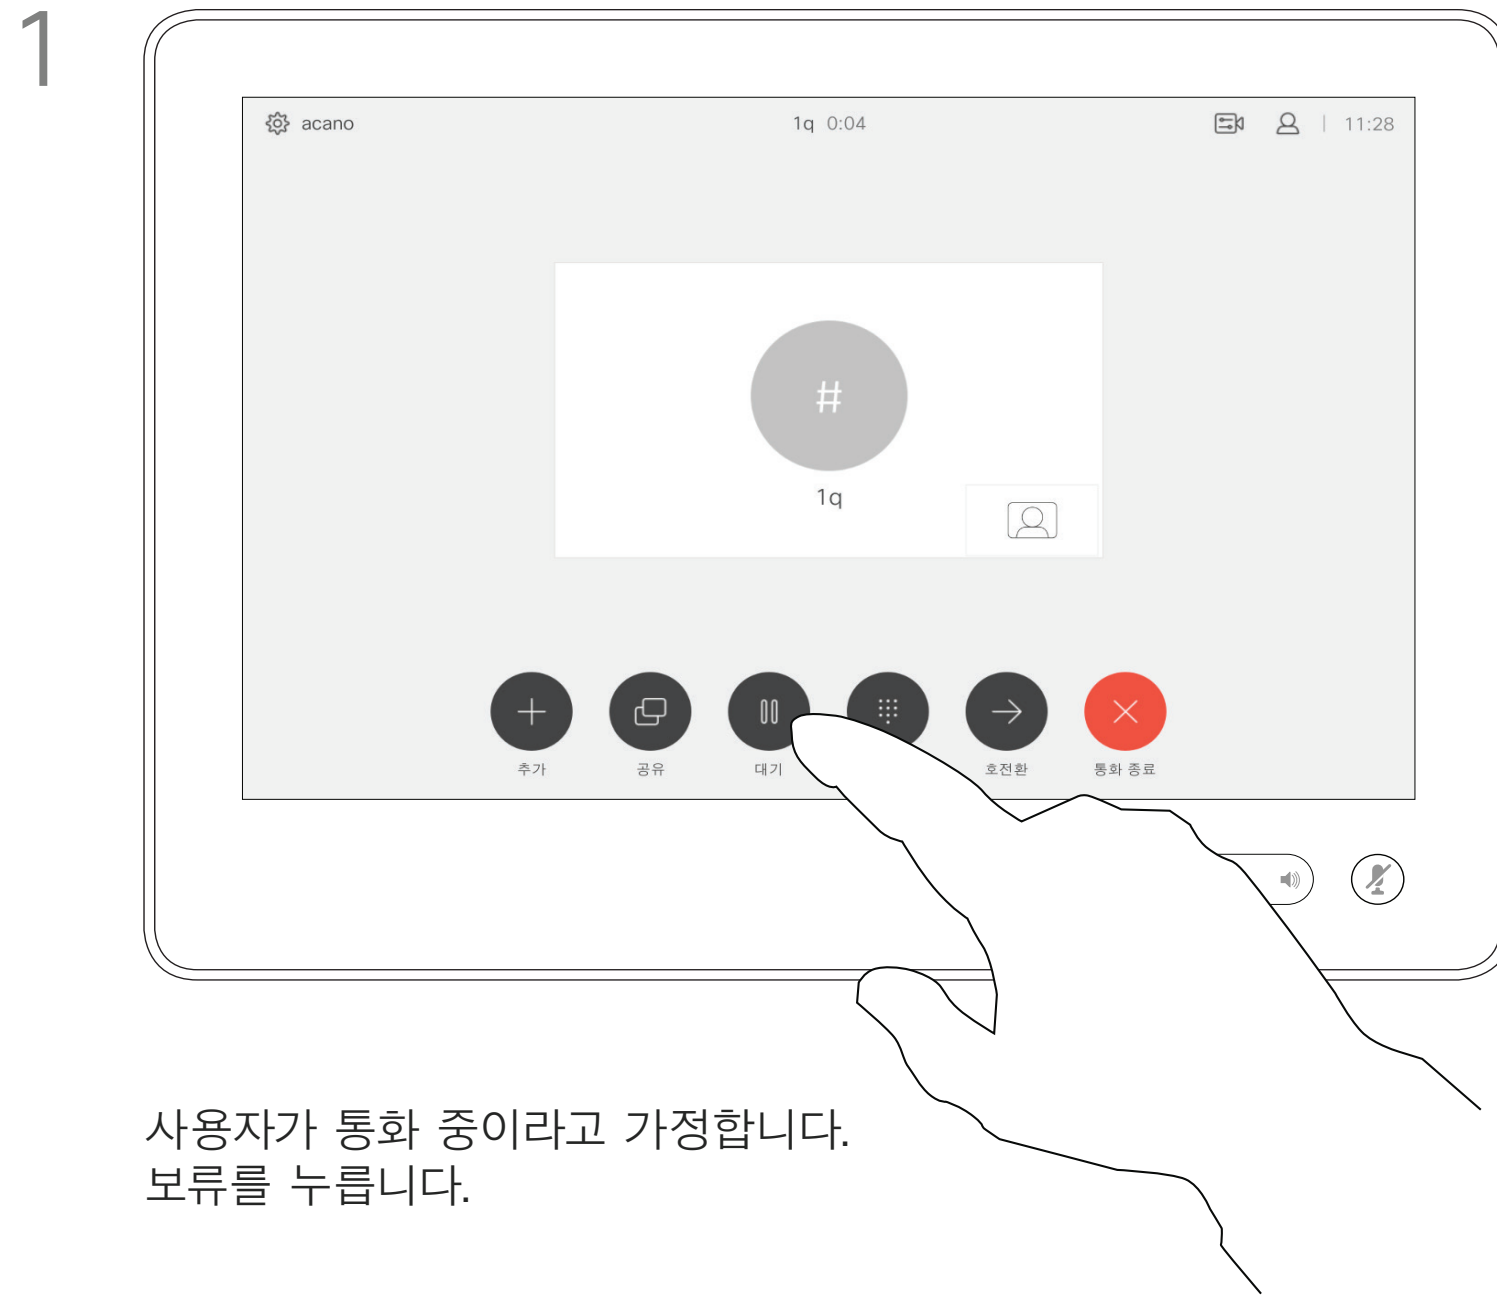 1
acano
1q 0:04
11:28
#
1q
추가
공유
대기
호전환
통화 종료
사용자가 통화 중이라고 가정합니다.
보류를 누릅니다.